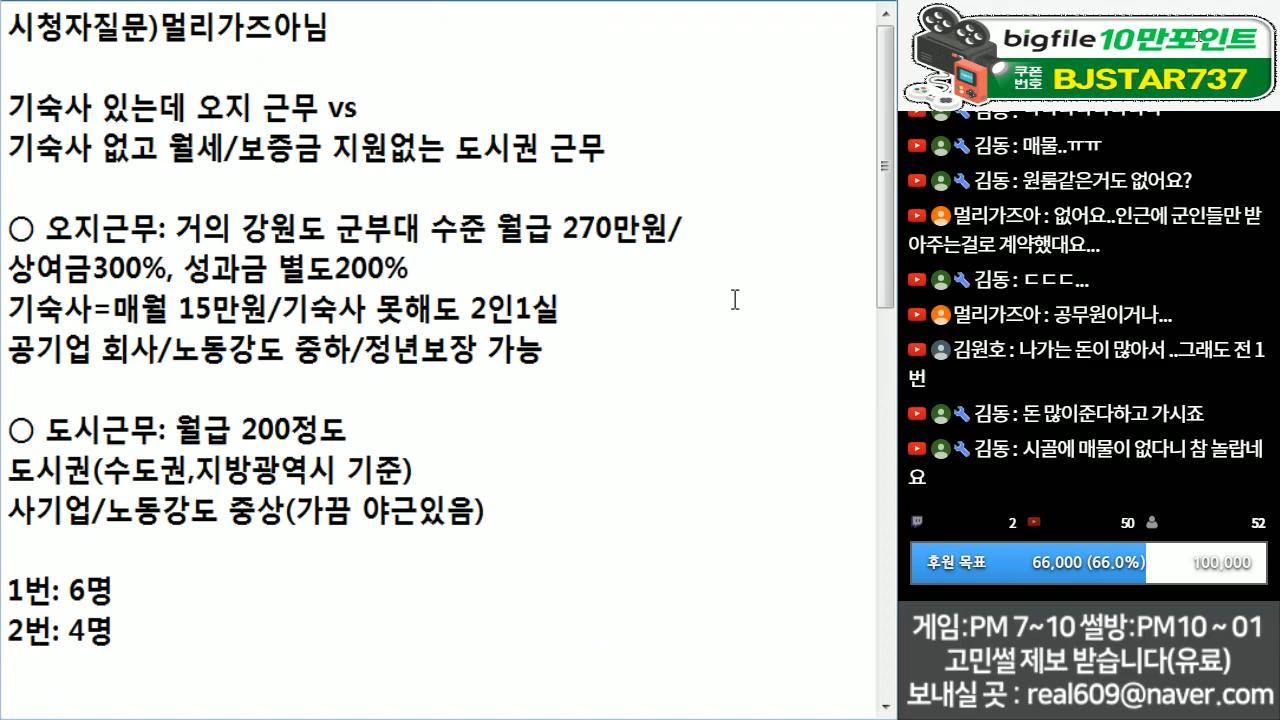 시청자질문)멀리가즈아님
기숙사 있는데 오지 근무 vs
기숙사 없고 월세/보증금 지원없는 도시권 근무
○ 오지근무: 거의 강원도 군부대 수준 월급 270만원/
상여금300%, 성과금 별도200%
기숙사=매월 15만원/기숙사 못해도 2인1실
공기업 회사/노동강도 중하/정년보장 가능
○ 도시근무: 월급 200정도
도시권(수도권,지방광역시 기준)
사기업/노동강도 중상(가끔 야근있음)
1번: 6명
2번: 4명
bigfile 10만포인트
쿠폰
번호 BJSTAR737
김동 : 매물..ㅠㅠ
김동 : 원룸같은거도 없어요?
멀리가즈아 : 없어요..인근에 군인들만 받
아주는걸로 계약했대요...
김동 : ㄷㄷㄷ...
멀리가즈아 : 공무원이거나...
김원호 : 나가는 돈이 많아서 ..그래도 전 1
번
김동 : 돈 많이준다하고 가시죠
김동 : 시골에 매물이 없다니 참 놀랍네
요
2 50 52
후원 목표 66,000 (66.0%) 100,000
게임:PM 7~10 썰방:PM10 ~ 01
고민썰 제보 받습니다(유료)
보내실 곳 : real609@naver.com